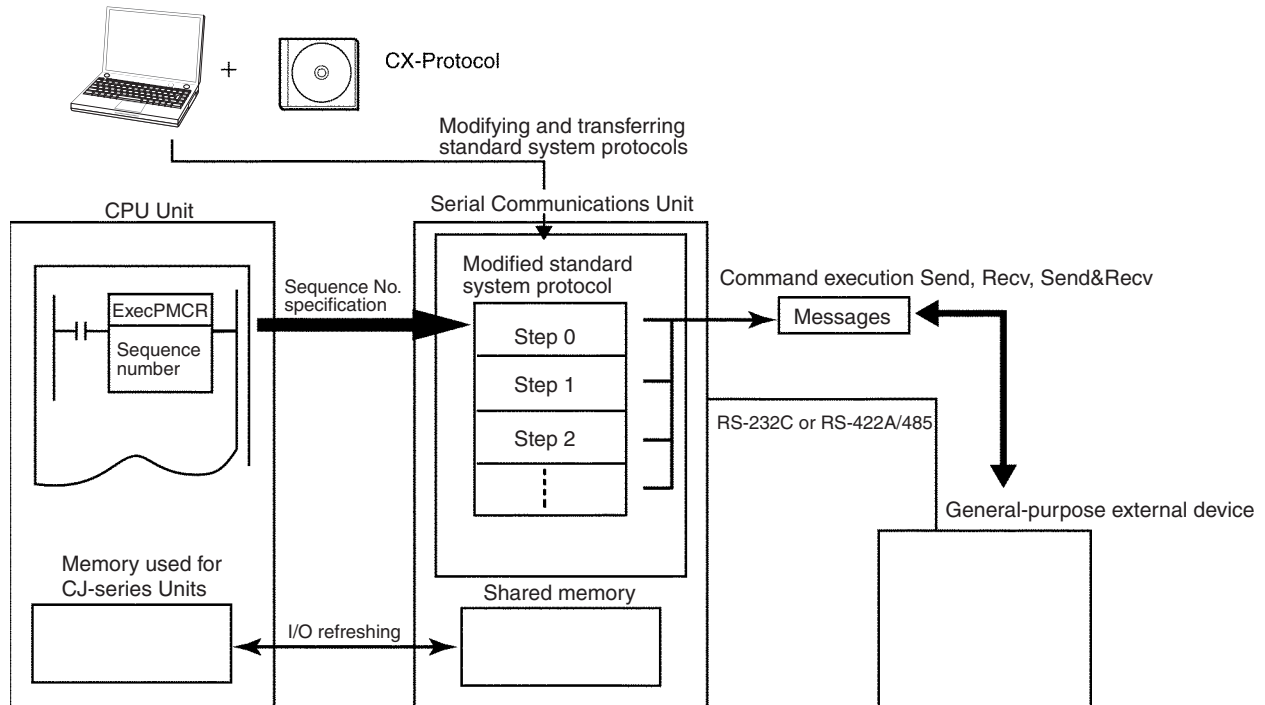 CX-Protocol
+
Modifying and transferring
standard system protocols
CPU Unit
Serial Communications Unit
ExecPMCR
Sequence
number
Sequence No.
specification
Modified standard
system protocol
Step 0
Step 1
Step 2
Command execution Send, Recv, Send&Recv
Messages
RS-232C or RS-422A/485
General-purpose external device
Memory used for
CJ-series Units
I/O refreshing
Shared memory